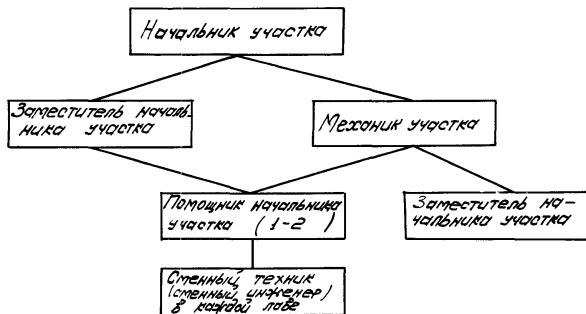 Начальник участка
Заместитель началь-
ника участка
Механик участка
Помощник начальника
участка (1-2)
Заместитель на-
чальника участка
Сменный техник
(сменный инженер)
в каждой лаве